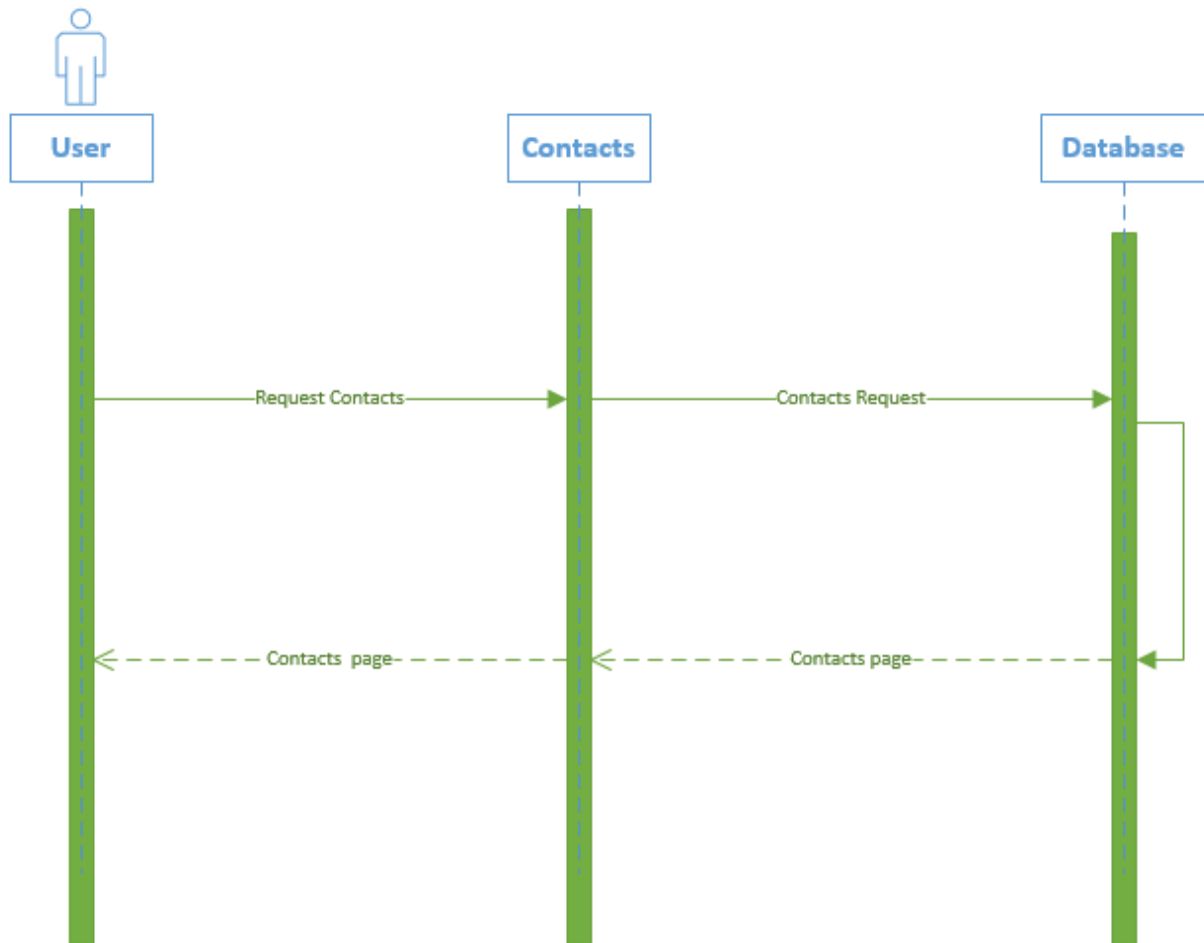 User
Contacts
Database
Request Contacts
Contacts Request
Contacts page
Contacts page